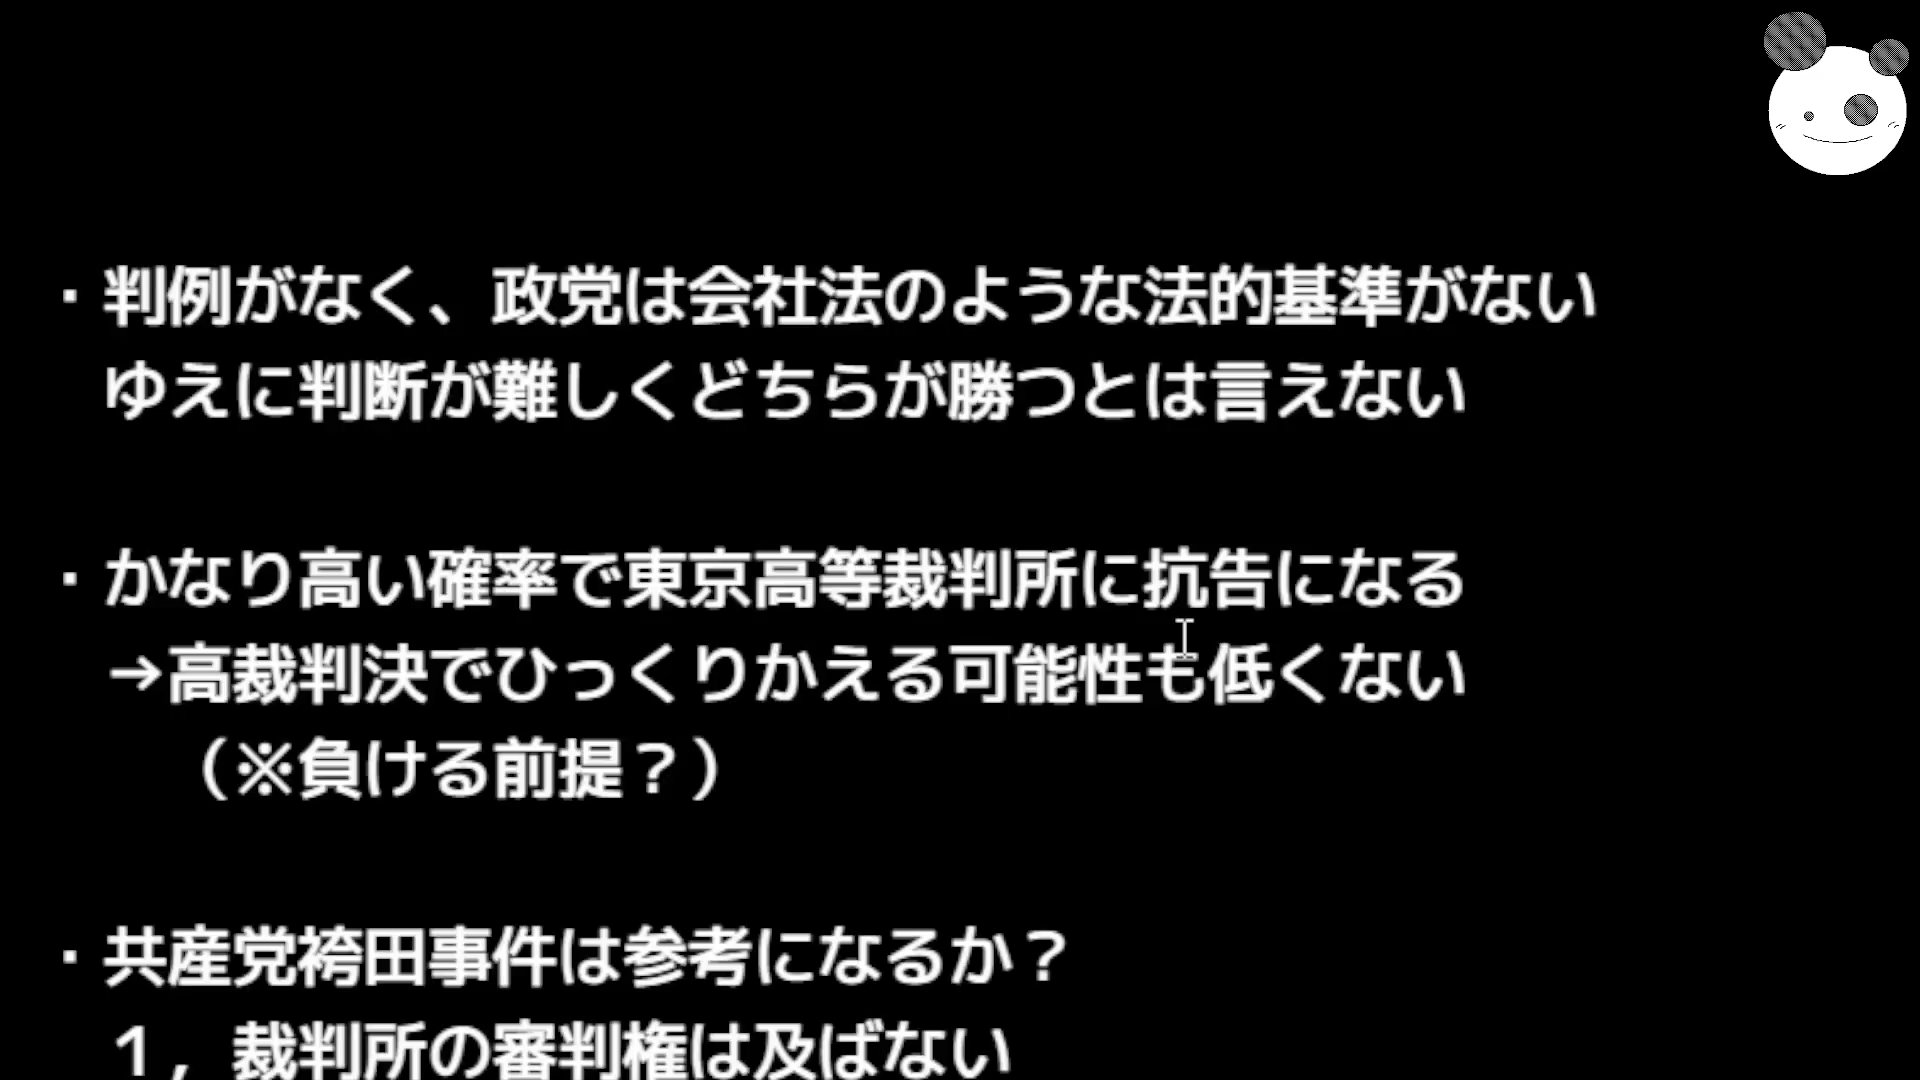 ・判例がなく、政党は会社法のような法的基準がない
ゆえに判断が難しくどちらが勝つとは言えない
・かなり高い確率で東京高等裁判所に抗告になる
→高裁判決でひっくりかえる可能性も低くない
（※負ける前提？）
・共産党袴田事件は参考になるか？
１，裁判所の審判権は及ばない